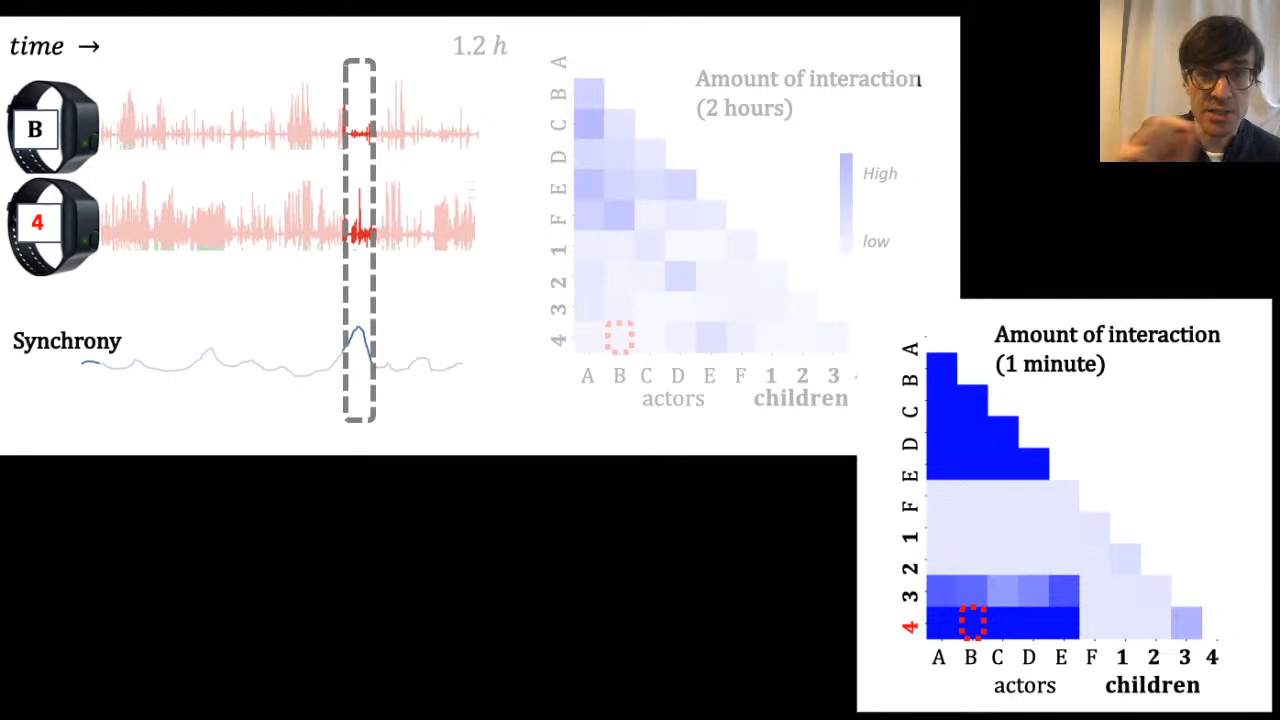 time →
1.2 h
B
4
Synchrony
Amount of interaction
(2 hours)
High
low
A
B
C
D
E
F
1
2
3
4
A B C D E F 1 2 3
actors children
Amount of interaction
(1 minute)
A
B
C
D
E
F
1
2
3
4
A B C D E F 1 2 3 4
actors children